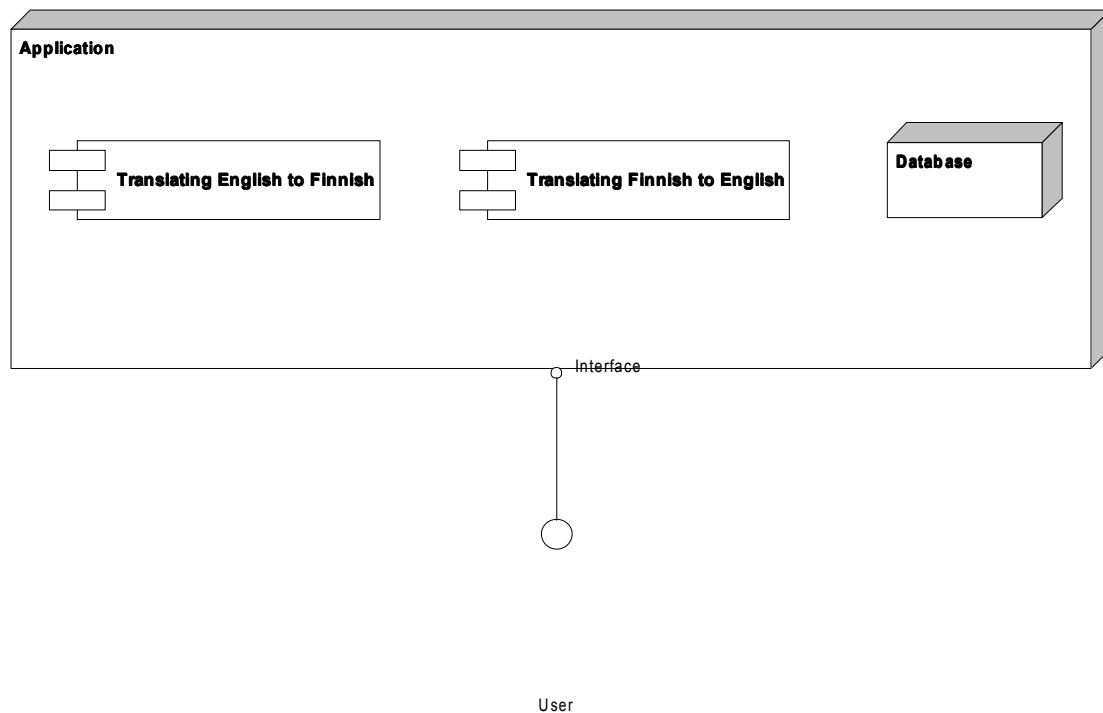 Application
Translating English to Finnish
Translating Finnish to English
Database
Interface
User